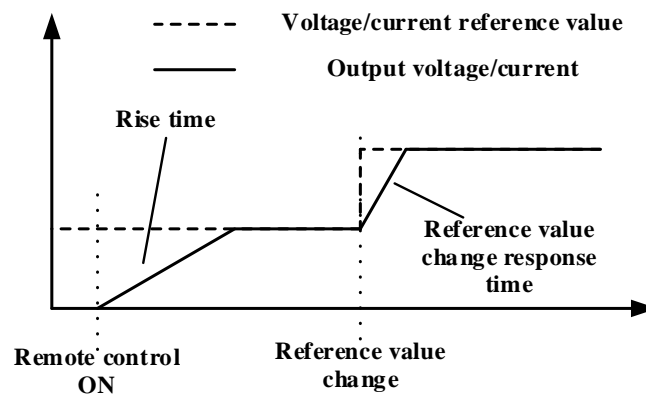 Voltage/current reference value
Output voltage/current
Rise time
Reference value
change response
time
Remote control
ON
Reference value
change